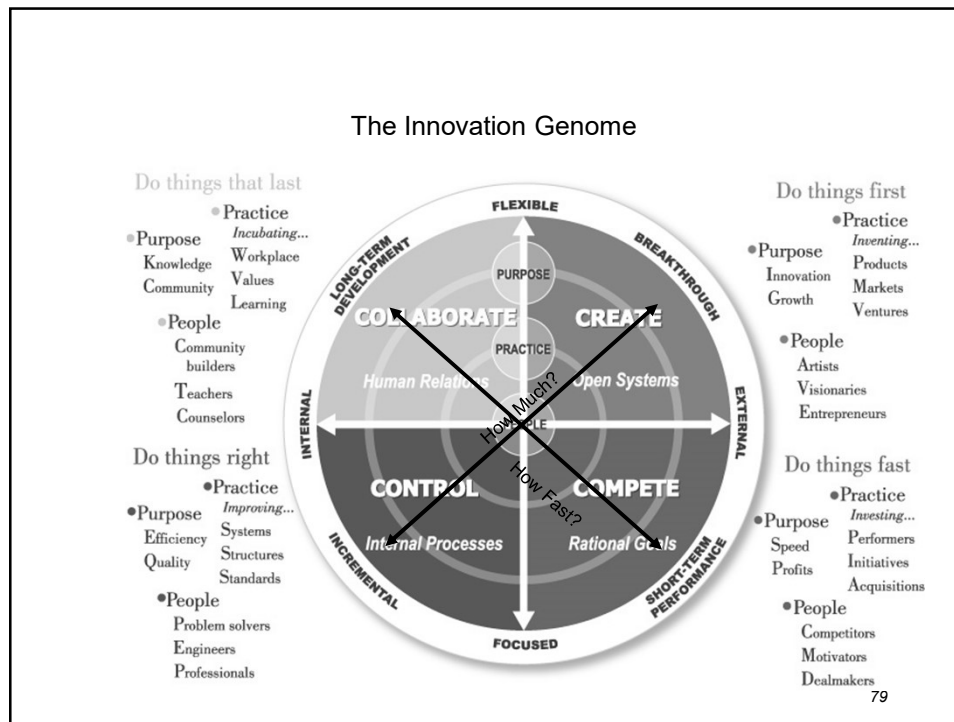 The Innovation Genome
Do things that last
Practice
Incubating...
Workplace
Values
Learning
Purpose
Knowledge
Community
People
Community
builders
Teachers
Counselors
Do things right
Practice
Improving...
Systems
Structures
Standards
Purpose
Efficiency
Quality
People
Problem solvers
Engineers
Professionals
FLEXIBLE
LONG-TERM
DEVELOPMENT
BREAKTHROUGH
PURPOSE
COLLABORATE
CREATE
PRACTICE
Human Relations
Open Systems
INTERNAL
EXTERNAL
How Much?
How Fast?
CONTROL
COMPETE
Internal Processes
Rational Goals
INCREMENTAL
SHORT-TERM
PERFORMANCE
FOCUSED
Do things first
Practice
Inventing...
Products
Markets
Ventures
Purpose
Innovation
Growth
People
Artists
Visionaries
Entrepreneurs
Do things fast
Practice
Investing...
Performers
Initiatives
Acquisitions
Purpose
Speed
Profits
People
Competitors
Motivators
Dealmakers
79